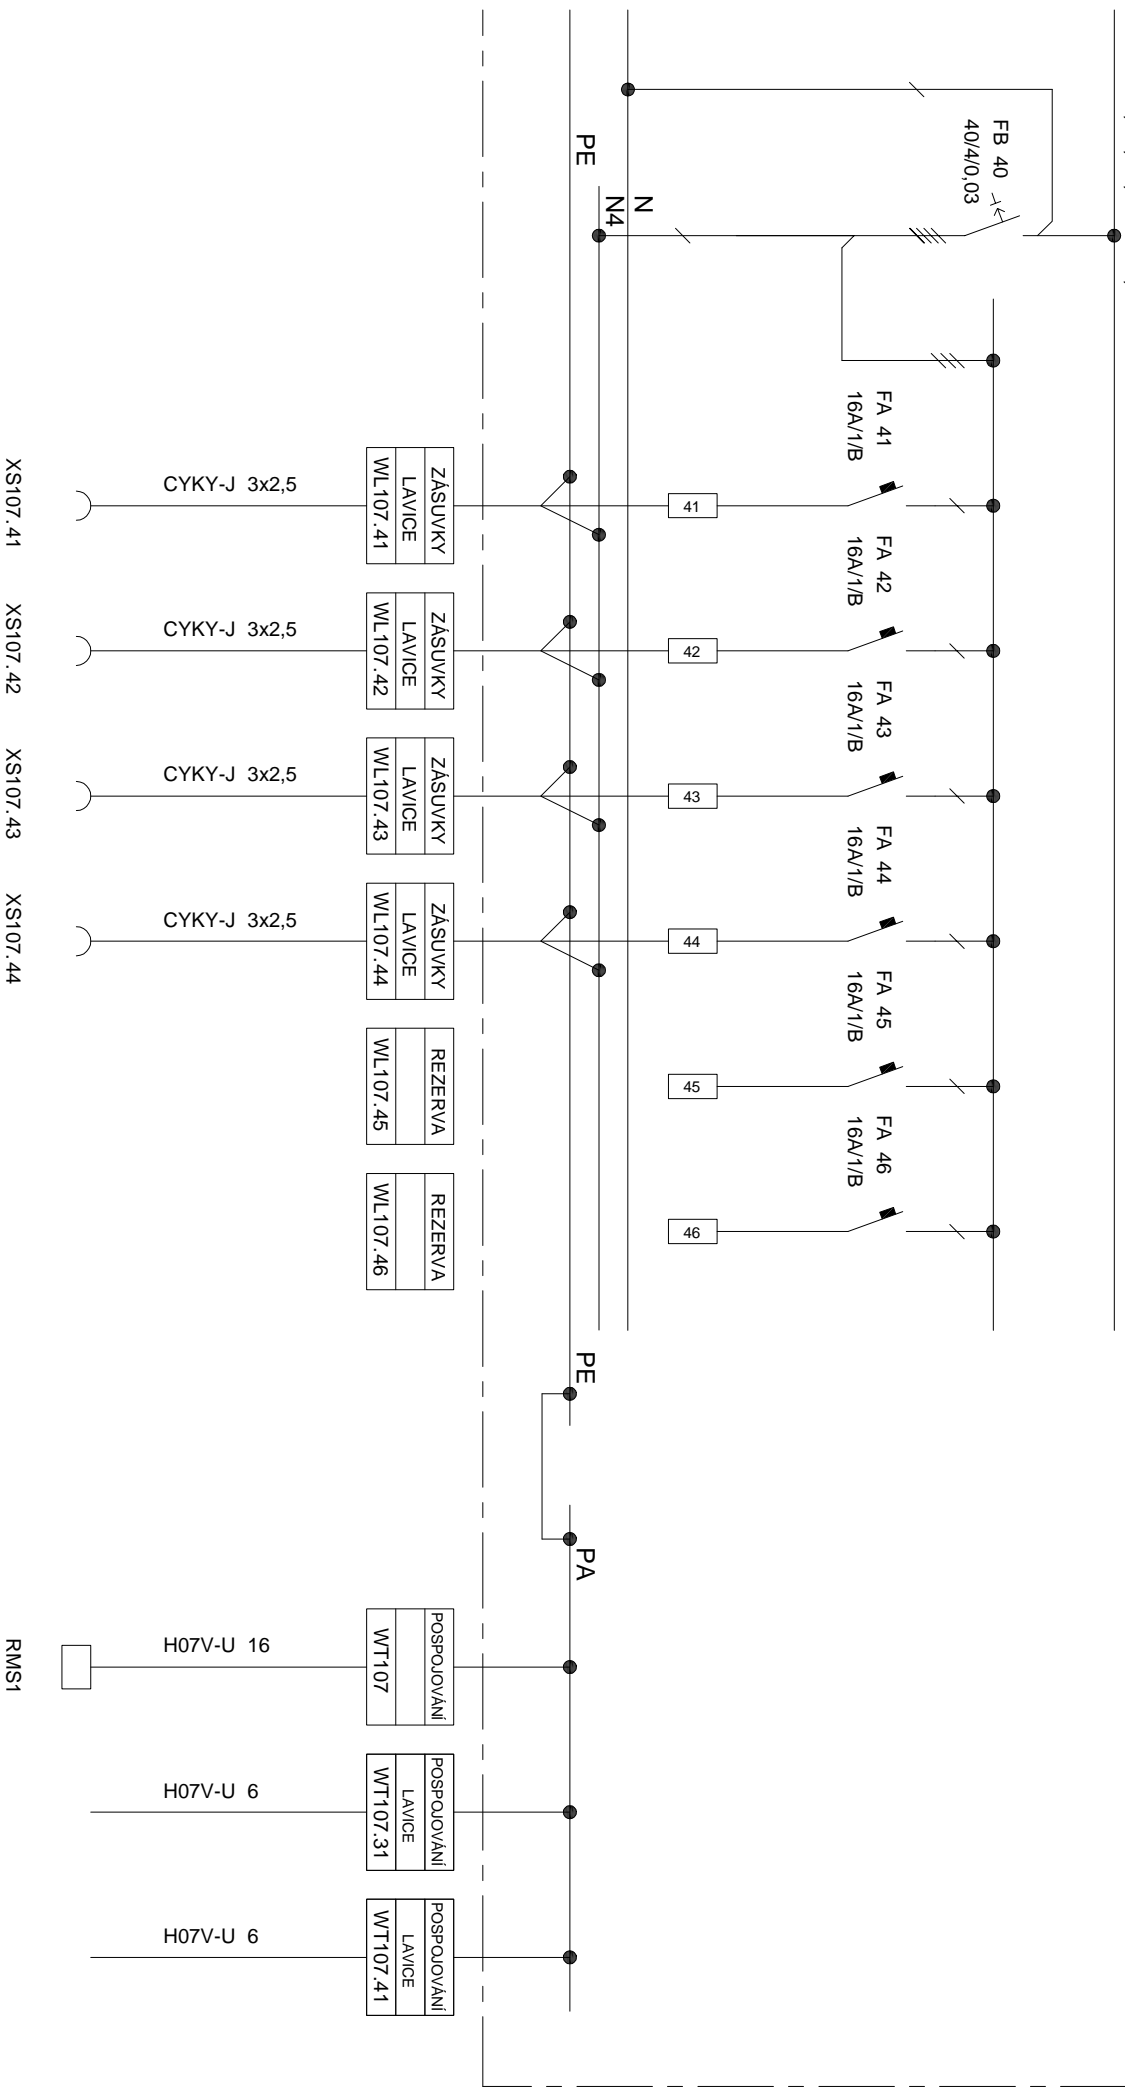 FB 40
40/4/0,03
PE
N
N4
FA 41
16A/1/B
FA 42
16A/1/B
FA 43
16A/1/B
FA 44
16A/1/B
FA 45
16A/1/B
FA 46
16A/1/B
41
42
43
44
45
46
PE
PA
ZÁSUVKY
LAVICE
WL107.41
ZÁSUVKY
LAVICE
WL107.42
ZÁSUVKY
LAVICE
WL107.43
ZÁSUVKY
LAVICE
WL107.44
REZERVA
WL107.45
REZERVA
WL107.46
POSPOJOVÁNÍ
WT107
POSPOJOVÁNÍ
LAVICE
WT107.31
POSPOJOVÁNÍ
LAVICE
WT107.41
CYKY-J 3x2,5
CYKY-J 3x2,5
CYKY-J 3x2,5
CYKY-J 3x2,5
H07V-U 16
H07V-U 6
H07V-U 6
XS107.41
XS107.42
XS107.43
XS107.44
RMS1